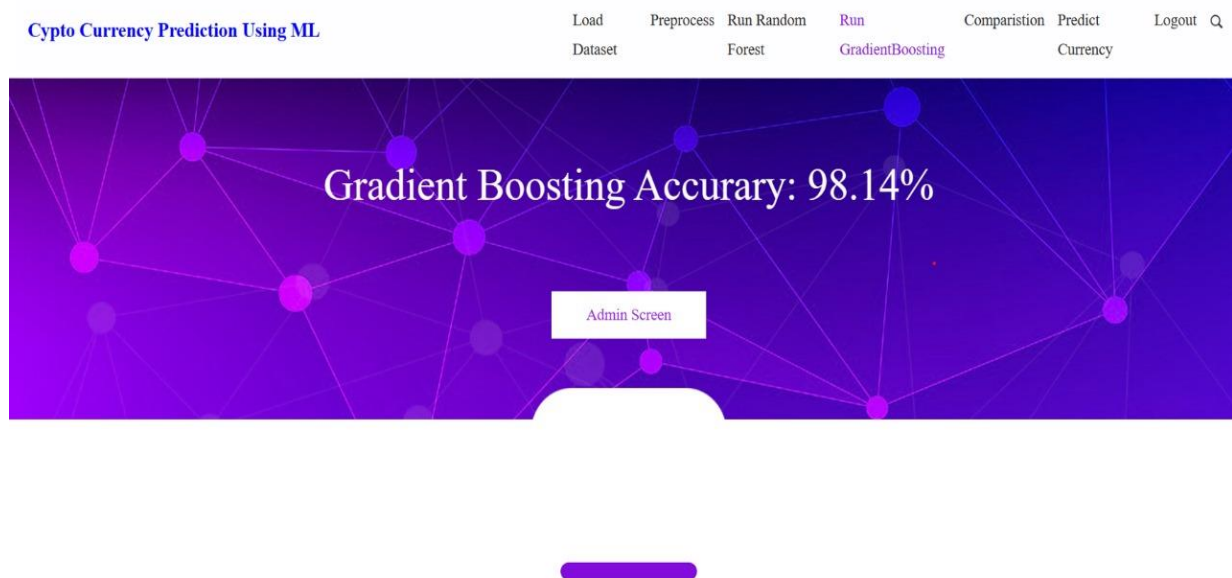 Cypto Currency Prediction Using ML
Load Dataset
Preprocess
Run Random Forest
Run GradientBoosting
Comparistion
Predict Currency
Logout
Gradient Boosting Accurary: 98.14%
Admin Screen